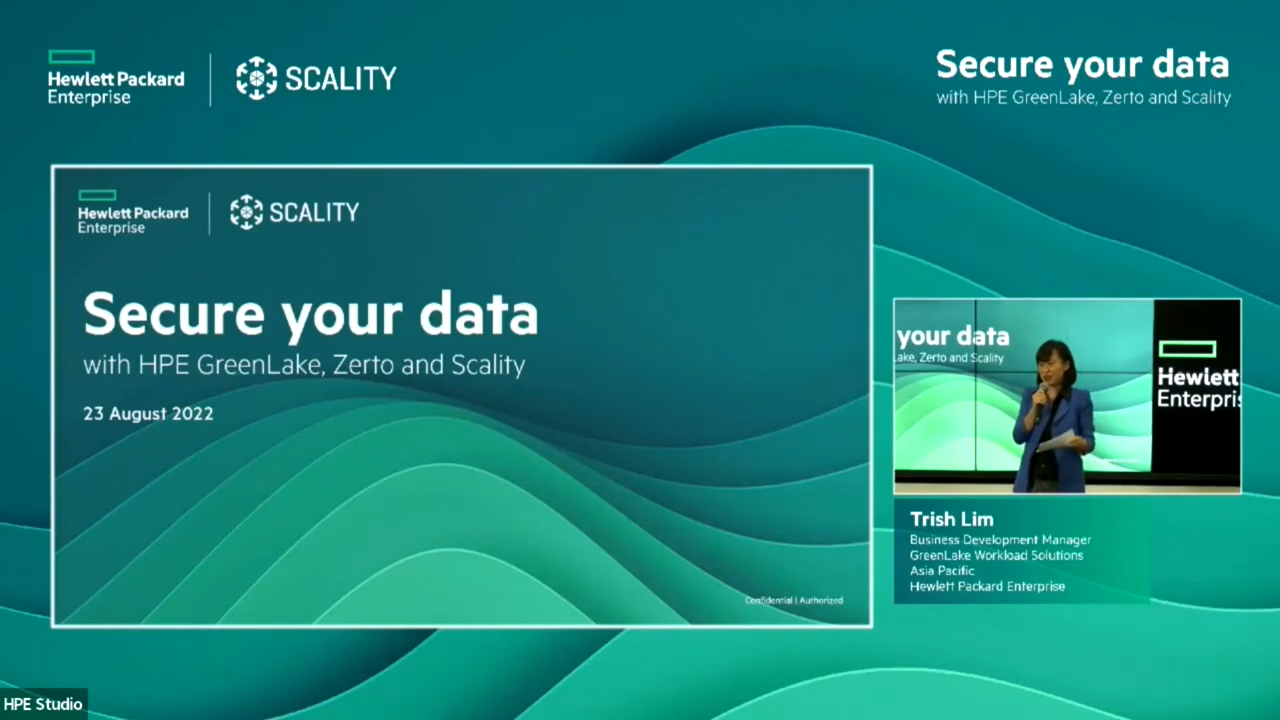 Hewlett Packard
Enterprise
SCALITY
Secure your data
with HPE GreenLake, Zerto and Scality
Hewlett Packard
Enterprise
SCALITY
Secure your data
with HPE GreenLake, Zerto and Scality
23 August 2022
Confidential | Authorized
your data
ake, Zerto and Scality
Hewlett
Enterpris
Trish Lim
Business Development Manager
GreenLake Workload Solutions
Asia Pacific
Hewlett Packard Enterprise
HPE Studio